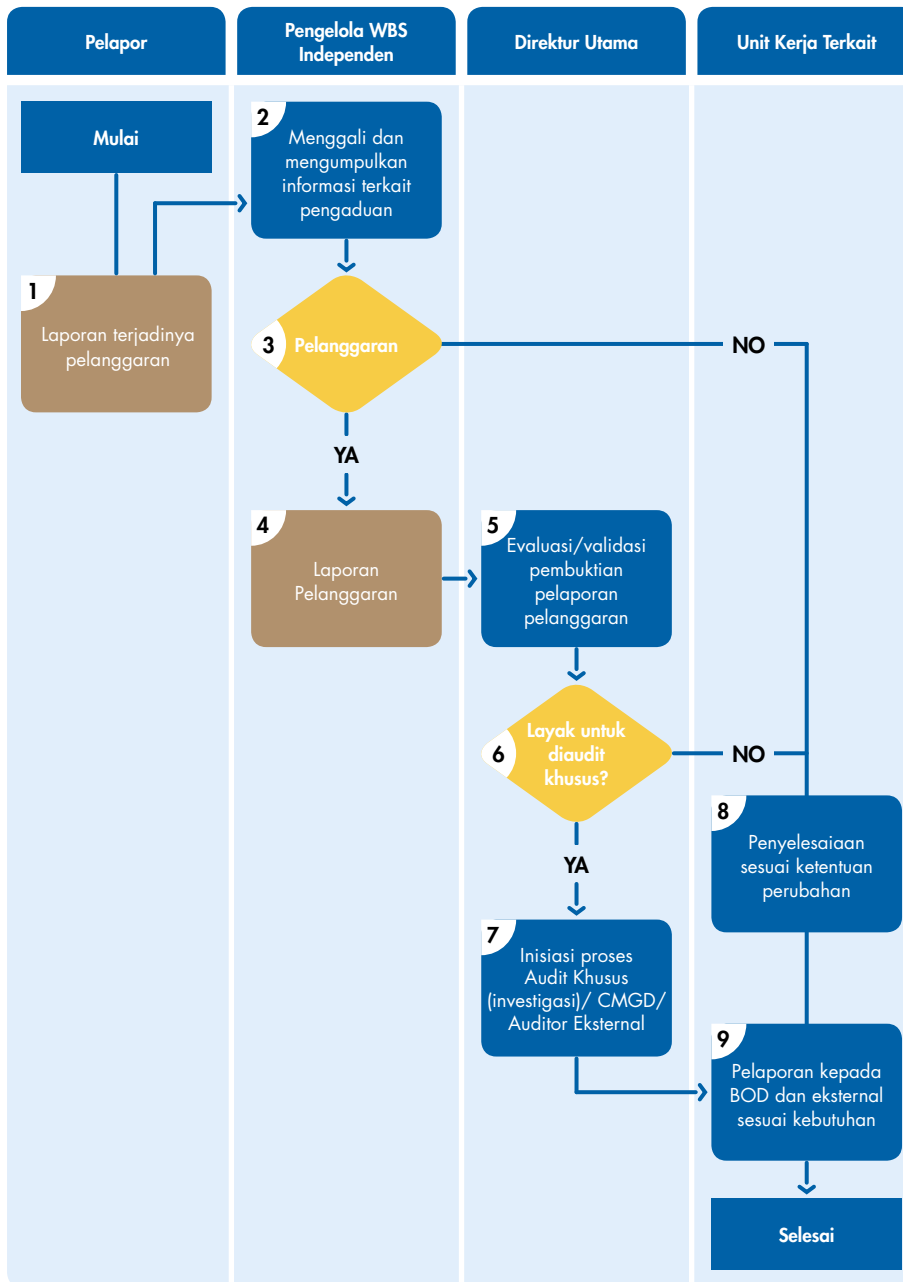 Pelapor
Pengelola WBS
Independen
Direktur Utama
Unit Kerja Terkait
Mulai
2
Menggali dan
mengumpulkan
informasi terkait
pengaduan
1
Laporan terjadinya
pelanggaran
3
Pelanggaran
NO
YA
4
Laporan
Pelanggaran
5
Evaluasi/validasi
pembuktian
pelaporan
pelanggaran
6
Layak untuk
diaudit
khusus?
NO
YA
8
Penyelesaiaan
sesuai ketentuan
perubahan
7
Inisiasi proses
Audit Khusus
(investigasi)/ CMGD/
Auditor Eksternal
9
Pelaporan kepada
BOD dan eksternal
sesuai kebutuhan
Selesai